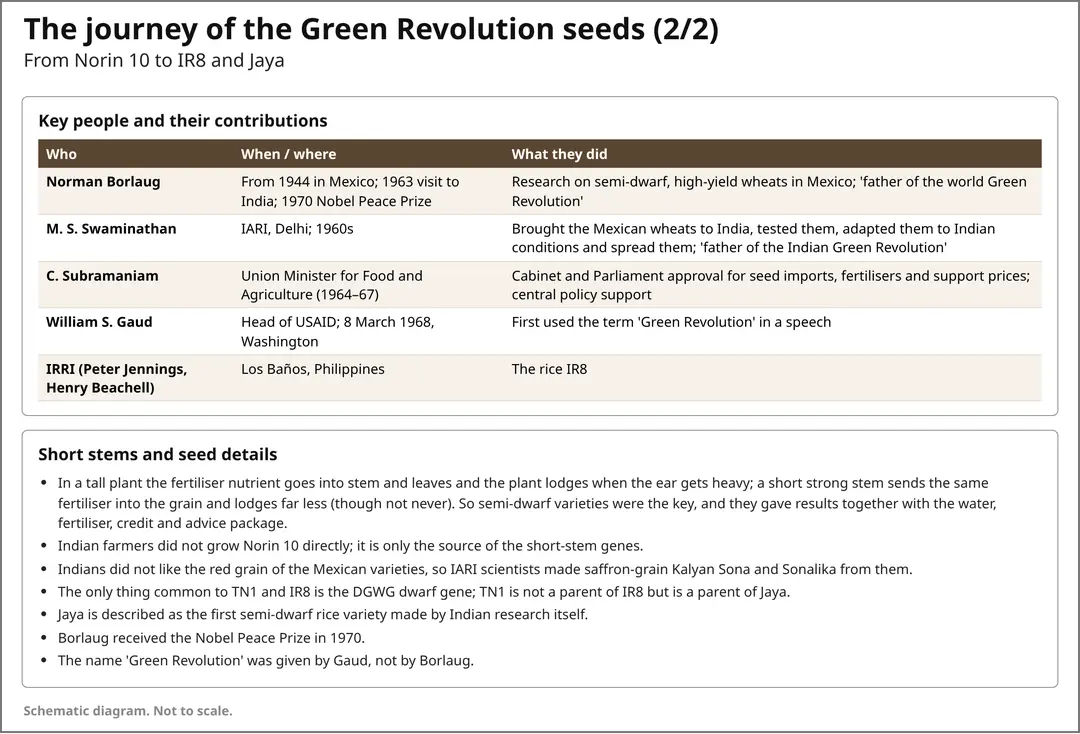 The journey of the Green Revolution seeds (2/2)
From Norin 10 to IR8 and Jaya
Key people and their contributions
Who When / where What they did
Norman Borlaug From 1944 in Mexico; 1963 visit to Research on semi-dwarf, high-yield wheats in Mexico; 'father of the world Green
India; 1970 Nobel Peace Prize Revolution'
M. S. Swaminathan IARI, Delhi; 1960s Brought the Mexican wheats to India, tested them, adapted them to Indian
conditions and spread them; 'father of the Indian Green Revolution'
C. Subramaniam Union Minister for Food and Cabinet and Parliament approval for seed imports, fertilisers and support prices;
Agriculture (1964–67) central policy support
William S. Gaud Head of USAID; 8 March 1968, First used the term 'Green Revolution' in a speech
Washington
IRRI (Peter Jennings, Los Baños, Philippines The rice IR8
Henry Beachell)
Short stems and seed details
• In a tall plant the fertiliser nutrient goes into stem and leaves and the plant lodges when the ear gets heavy; a short strong stem sends the same
fertiliser into the grain and lodges far less (though not never). So semi-dwarf varieties were the key, and they gave results together with the water,
fertiliser, credit and advice package.
• Indian farmers did not grow Norin 10 directly; it is only the source of the short-stem genes.
• Indians did not like the red grain of the Mexican varieties, so IARI scientists made saffron-grain Kalyan Sona and Sonalika from them.
• The only thing common to TN1 and IR8 is the DGWG dwarf gene; TN1 is not a parent of IR8 but is a parent of Jaya.
• Jaya is described as the first semi-dwarf rice variety made by Indian research itself.
• Borlaug received the Nobel Peace Prize in 1970.
• The name 'Green Revolution' was given by Gaud, not by Borlaug.
Schematic diagram. Not to scale.